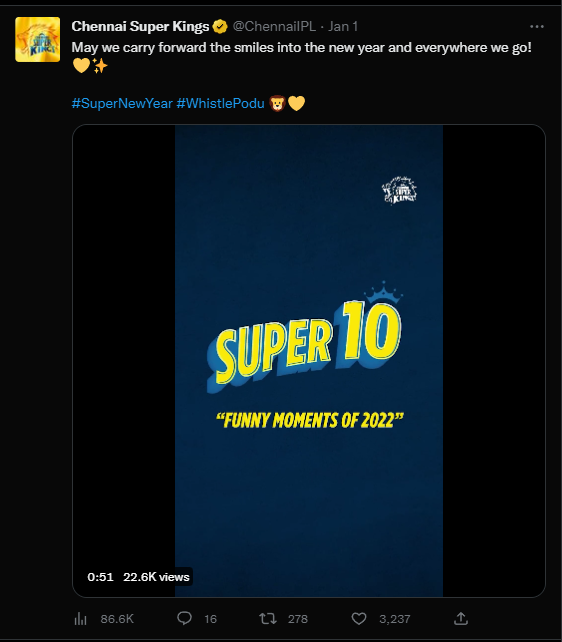 Chennai Super Kings @ChennaiIPL · Jan 1
May we carry forward the smiles into the new year and everywhere we go!
💛✨
#SuperNewYear #WhistlePodu 🦁💛
SUPER
KINGS
SUPER 10
“FUNNY MOMENTS OF 2022”
0:51 22.6K views
86.6K 16 278 3,237